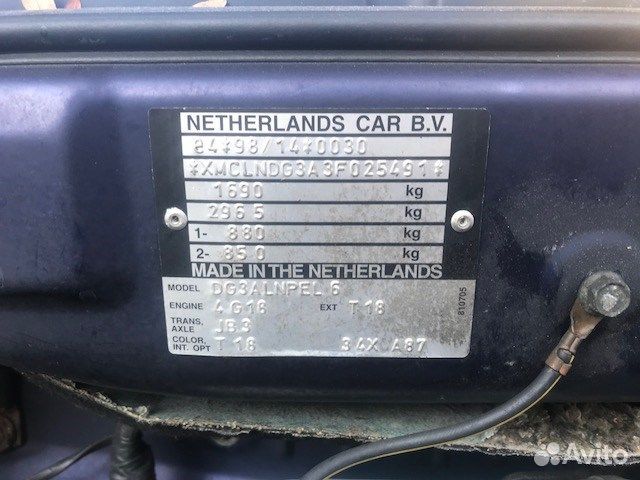 NETHERLANDS CAR B.V.
e4*98/14*0030
*XMCLNDG3A3F025491*
1690 kg
2965 kg
1- 880 kg
2- 850 kg
MADE IN THE NETHERLANDS
MODEL DG3ALNPEL6
ENGINE 4G18 EXT T18
TRANS, AXLE JB3
COLOR, INT. OPT T18 34X A87
810705
Avito